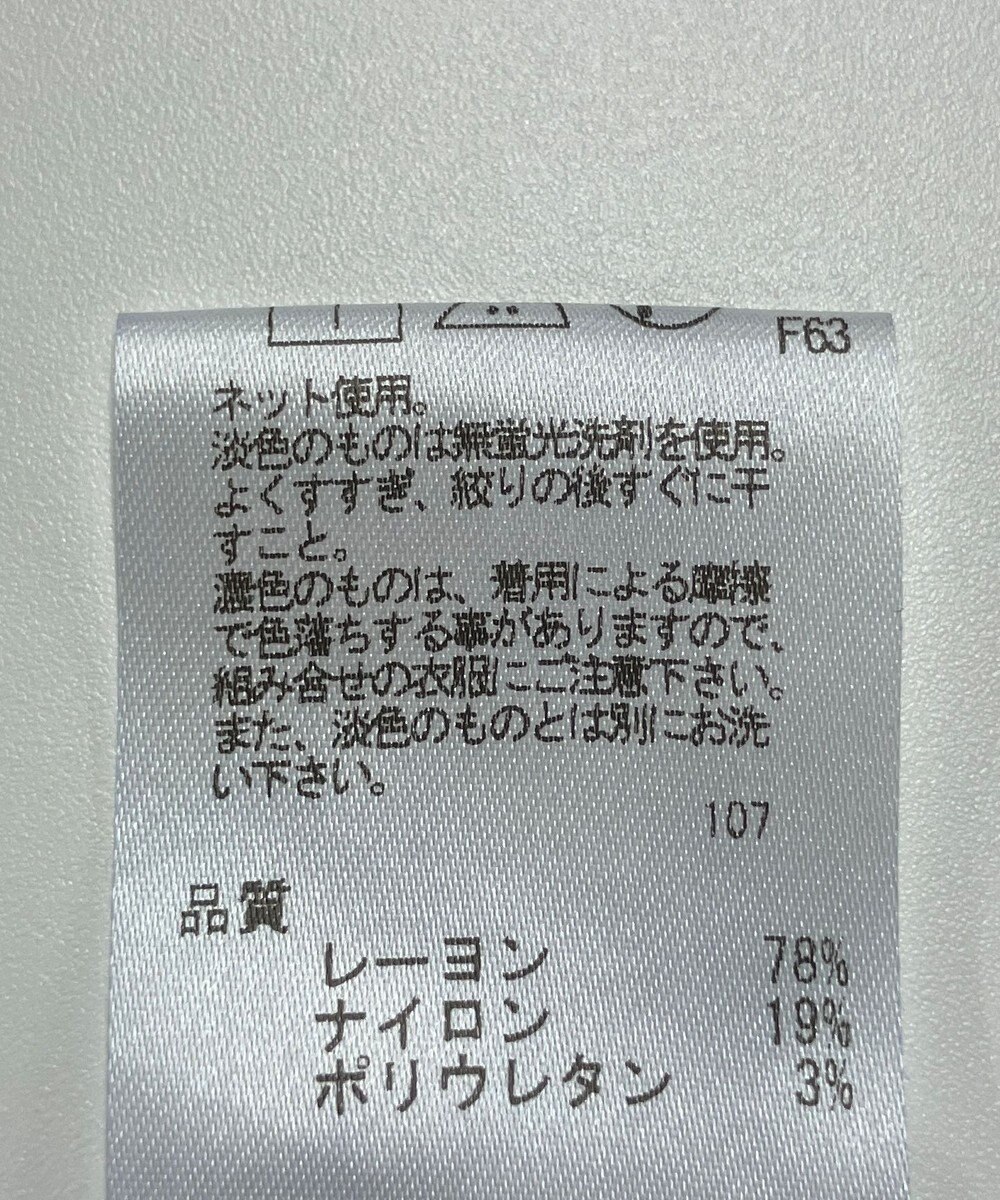 F63
ネット使用。
淡色のものは無蛍光洗剤を使用。
よくすすぎ、絞りの後すぐに干
すこと。
濃色のものは、着用による摩擦
で色落ちする事がありますので、
組み合せの衣服にご注意下さい。
また、淡色のものとは別にお洗
い下さい。
107
品質
レーヨン 78%
ナイロン 19%
ポリウレタン 3%